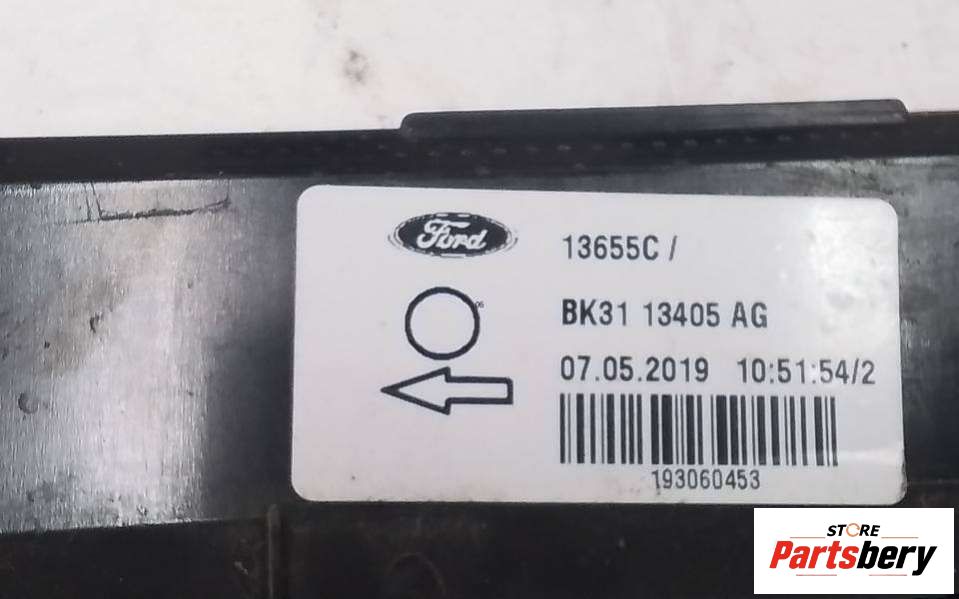 Ford
13655C /
BK31 13405 AG
07.05.2019 10:51:54/2
193060453
STORE
Partsbery